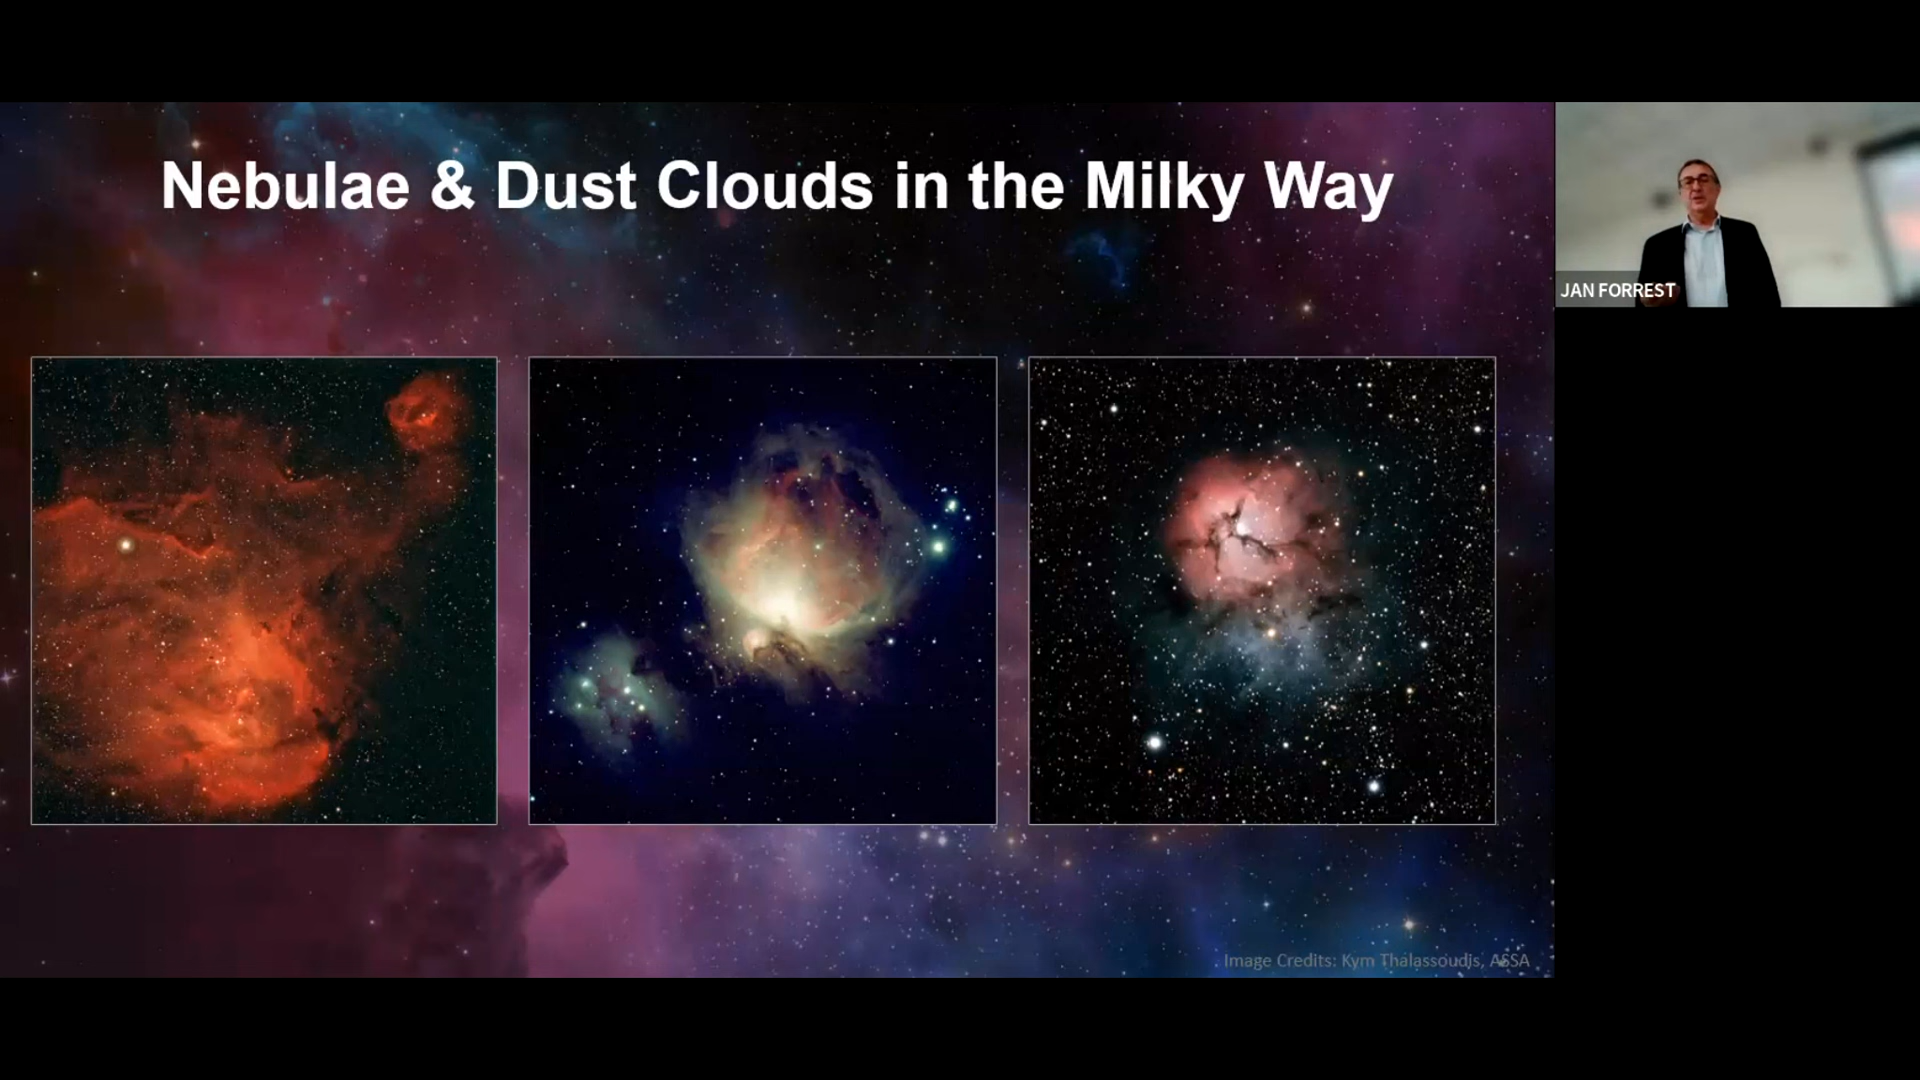 Nebulae & Dust Clouds in the Milky Way
JAN FORREST
Image Credits: Kym Thalassoudis, ASSA